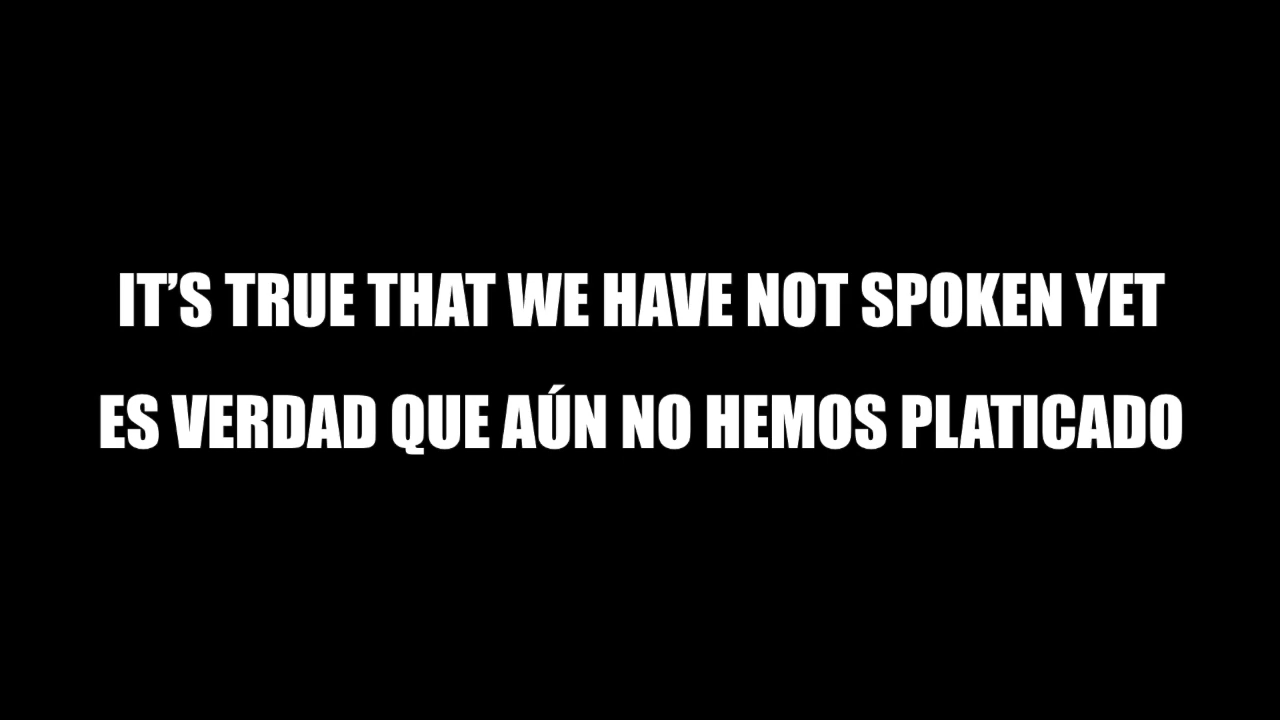 IT’S TRUE THAT WE HAVE NOT SPOKEN YET
ES VERDAD QUE AÚN NO HEMOS PLATICADO